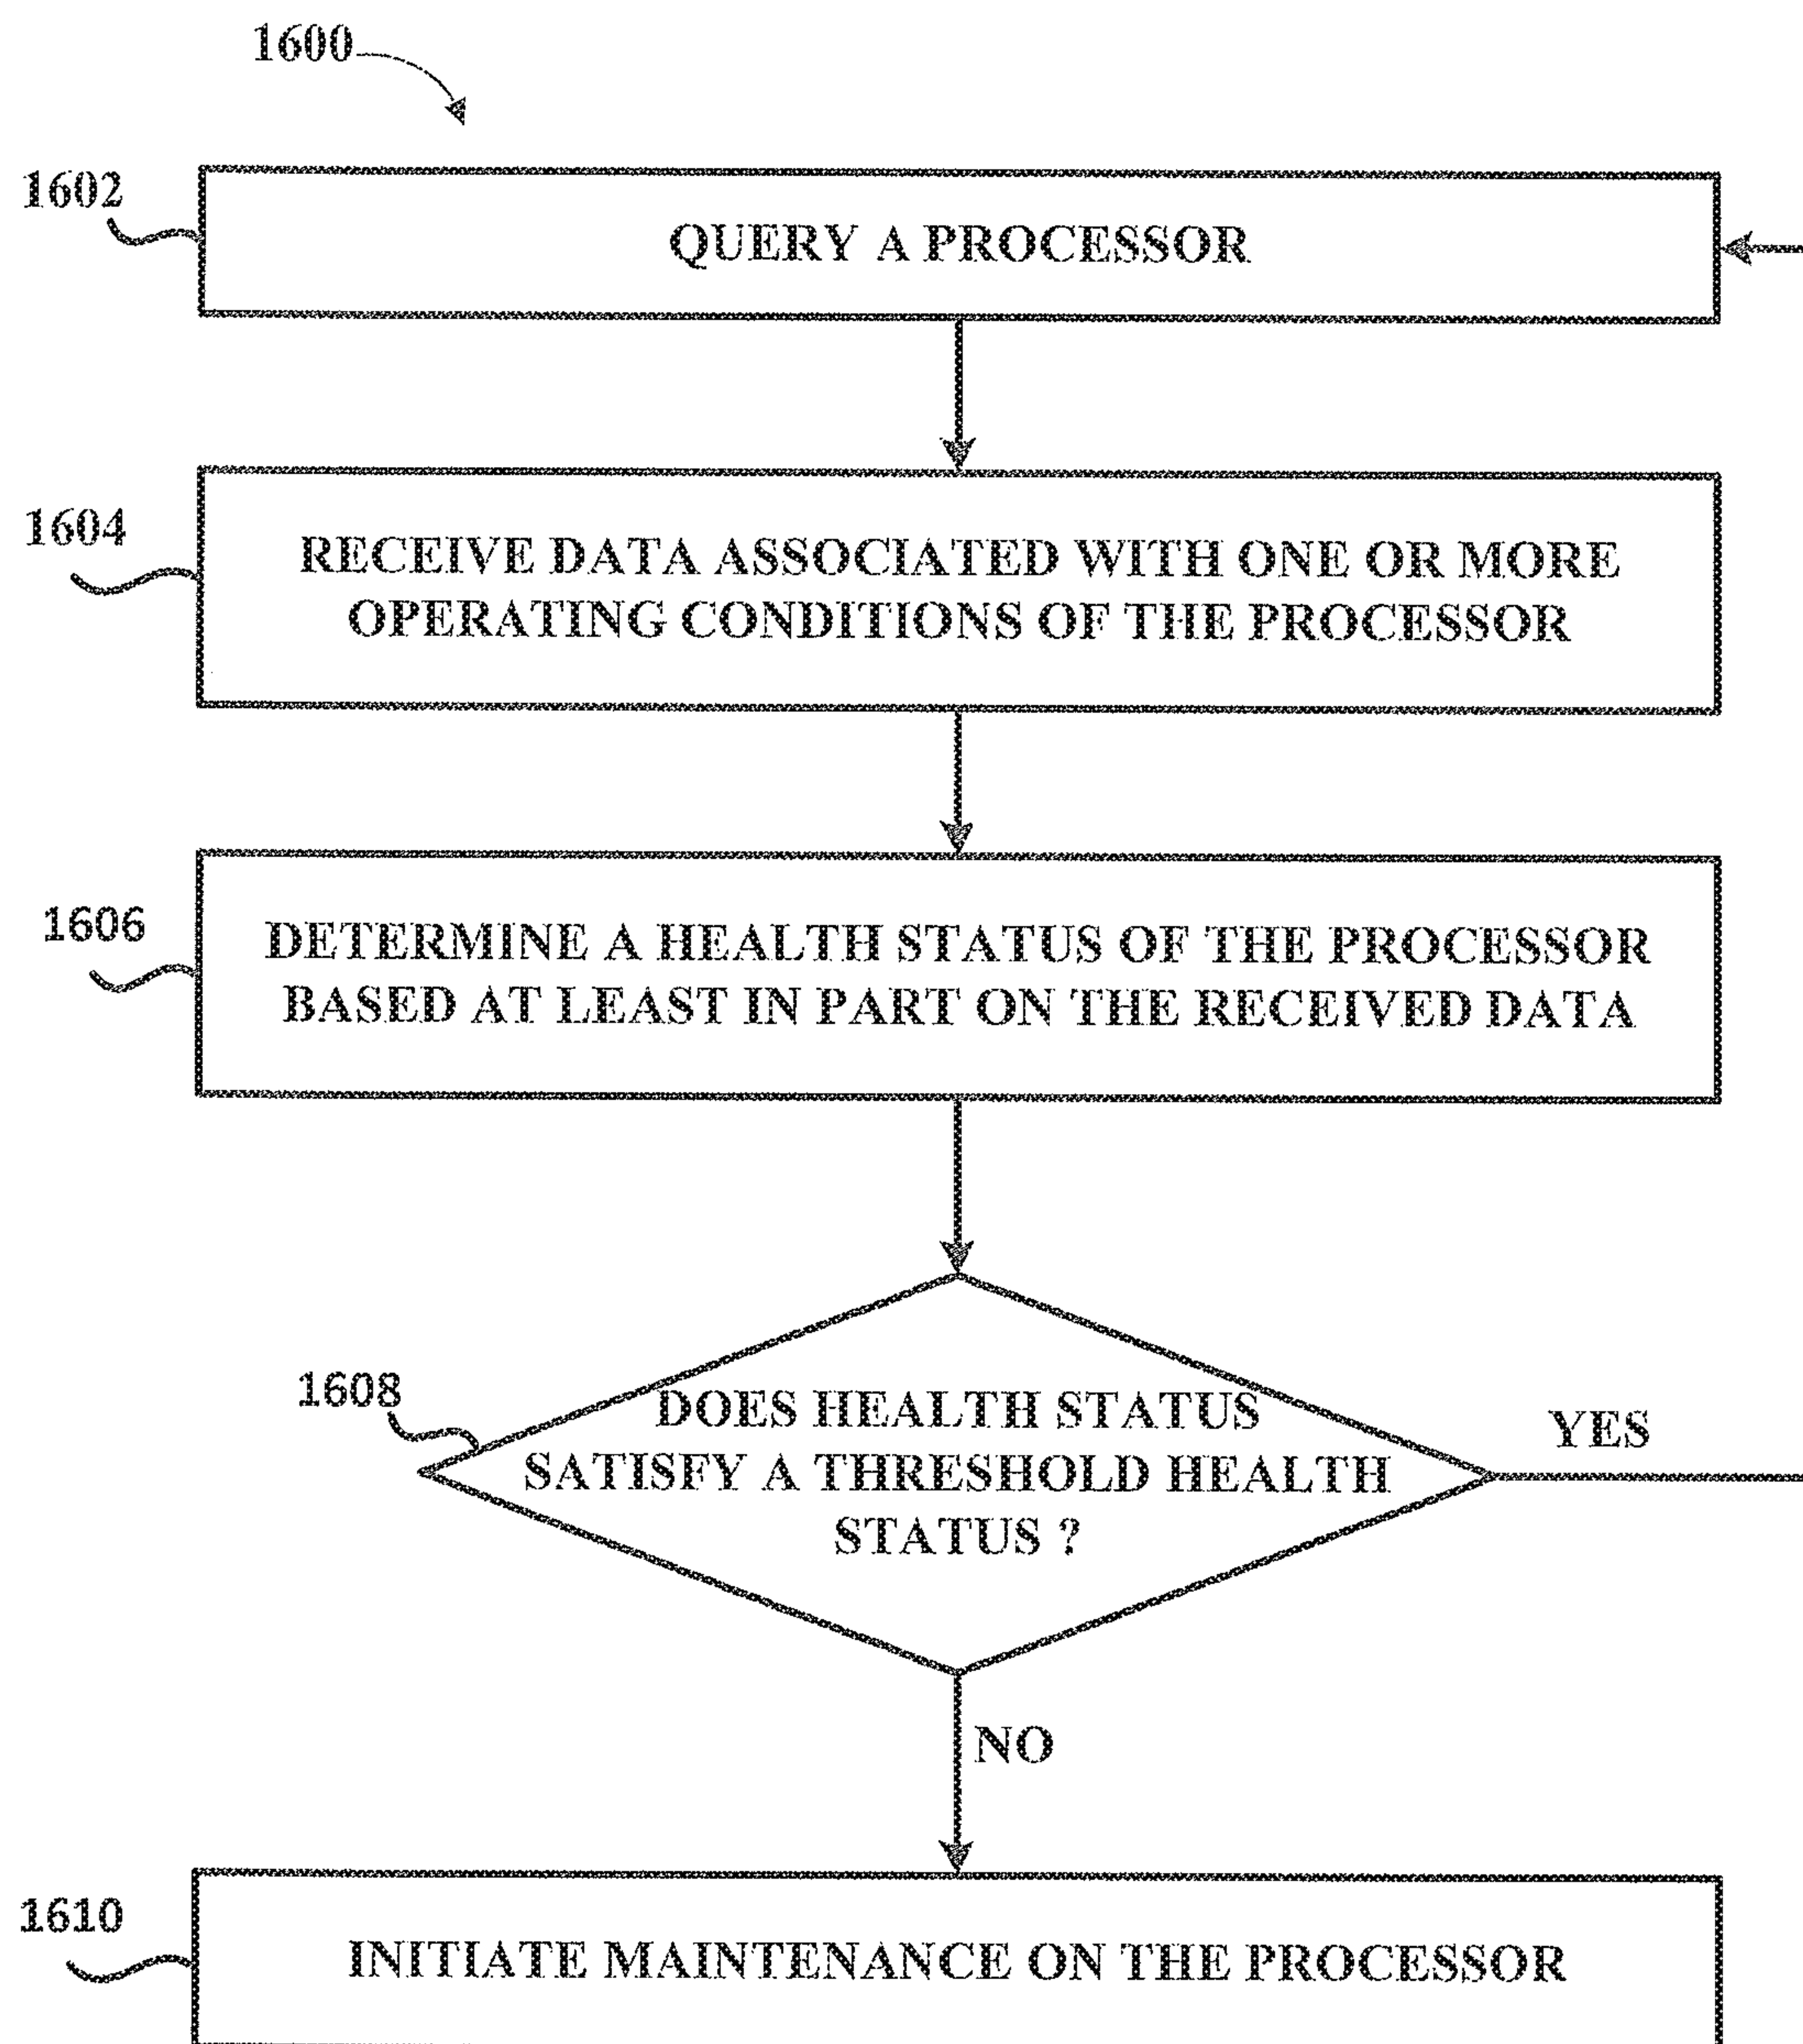 1600
1602
QUERY A PROCESSOR
1604
RECEIVE DATA ASSOCIATED WITH ONE OR MORE
OPERATING CONDITIONS OF THE PROCESSOR
1606
DETERMINE A HEALTH STATUS OF THE PROCESSOR
BASED AT LEAST IN PART ON THE RECEIVED DATA
1608
DOES HEALTH STATUS
SATISFY A THRESHOLD HEALTH
STATUS ?
YES
NO
1610
INITIATE MAINTENANCE ON THE PROCESSOR